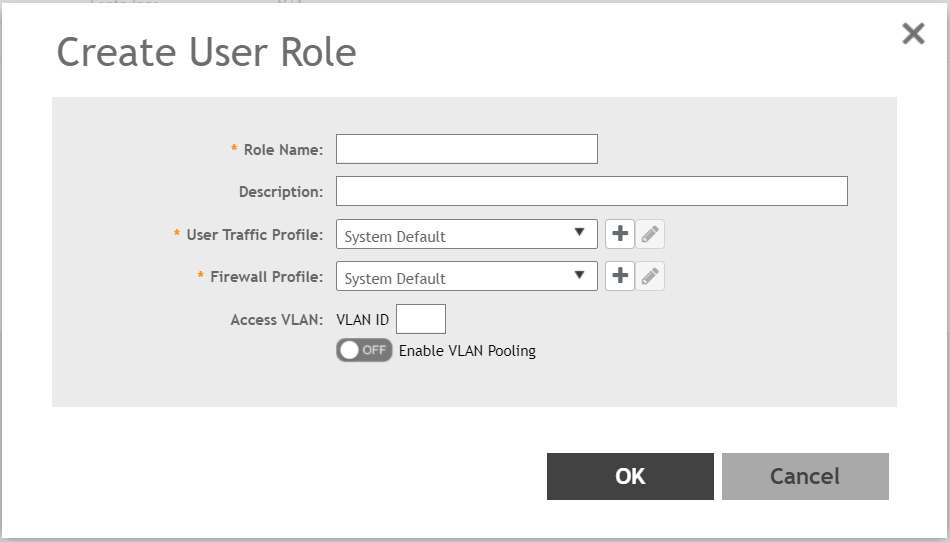 Create User Role
* Role Name:
Description:
* User Traffic Profile: System Default
* Firewall Profile: System Default
Access VLAN: VLAN ID
OFF Enable VLAN Pooling
OK Cancel